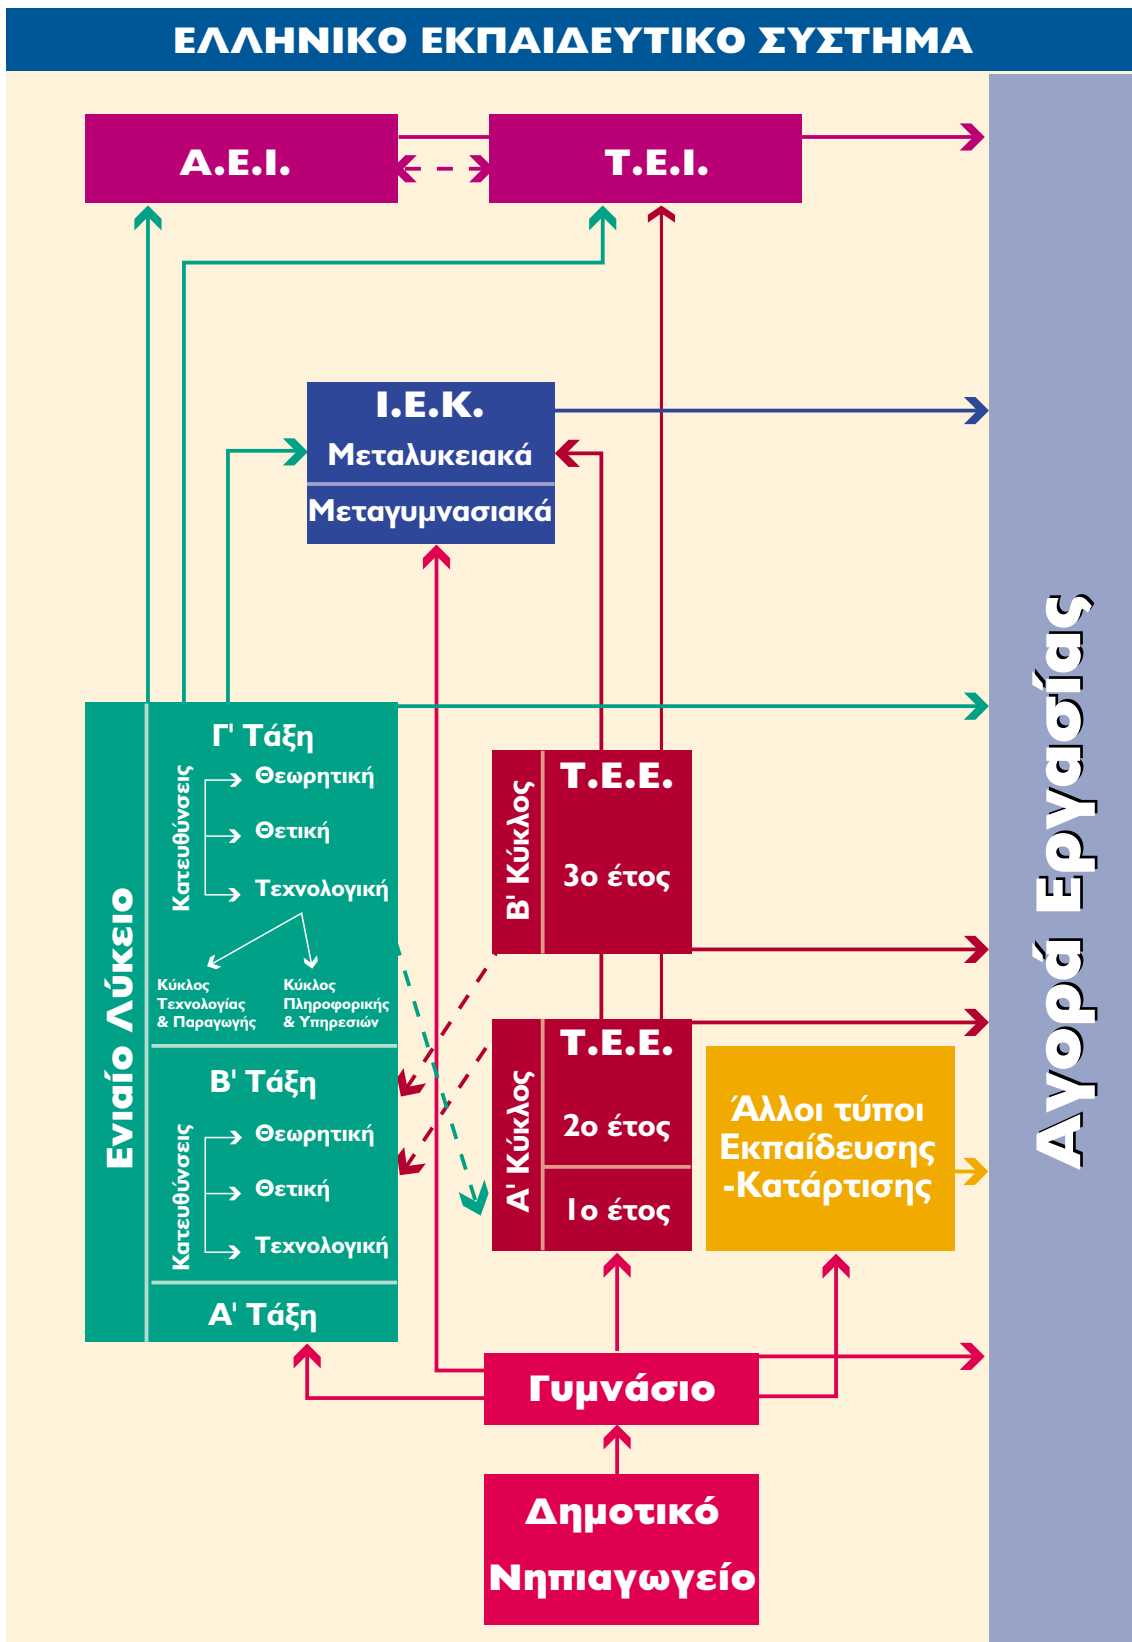 ΕΛΛΗΝΙΚΟ ΕΚΠΑΙΔΕΥΤΙΚΟ ΣΥΣΤΗΜΑ
Α.Ε.Ι.
Τ.Ε.Ι.
Ι.Ε.Κ.
Μεταλυκειακά
Μεταγυμνασιακά
Ενιαίο Λύκειο
Γ' Τάξη
Κατευθύνσεις
Θεωρητική
Θετική
Τεχνολογική
Κύκλος
Τεχνολογίας
& Παραγωγής
Κύκλος
Πληροφορικής
& Υπηρεσιών
Β' Τάξη
Κατευθύνσεις
Θεωρητική
Θετική
Τεχνολογική
Α' Τάξη
Β' Κύκλος
Τ.Ε.Ε.
3ο έτος
Α' Κύκλος
Τ.Ε.Ε.
2ο έτος
1ο έτος
Άλλοι τύποι
Εκπαίδευσης
-Κατάρτισης
Γυμνάσιο
Δημοτικό
Νηπιαγωγείο
Αγορά Εργασίας